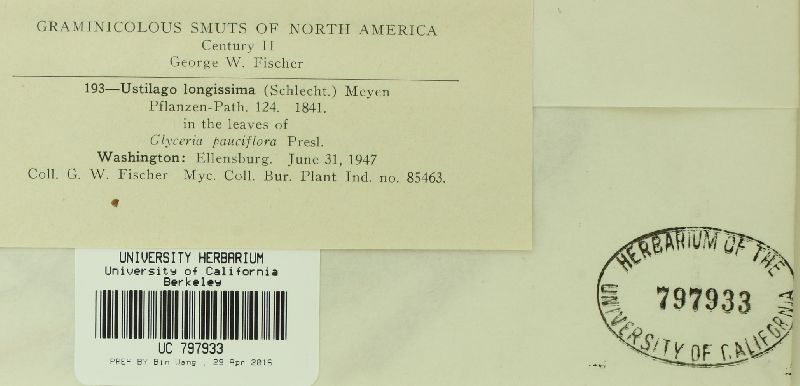 GRAMINICOLOUS SMUTS OF NORTH AMERICA
Century II
George W. Fischer
193—Ustilago longissima (Schlecht.) Meyen
Pflanzen-Path. 124. 1841.
in the leaves of
Glyceria pauciflora Presl.
Washington: Ellensburg. June 31, 1947
Coll. G. W. Fischer Myc. Coll. Bur. Plant Ind. no. 85463.
UNIVERSITY HERBARIUM
University of California
Berkeley
UC 797933
PREP BY Bin Wang , 29 Apr 2015
HERBARIUM OF THE
797933
UNIVERSITY OF CALIFORNIA